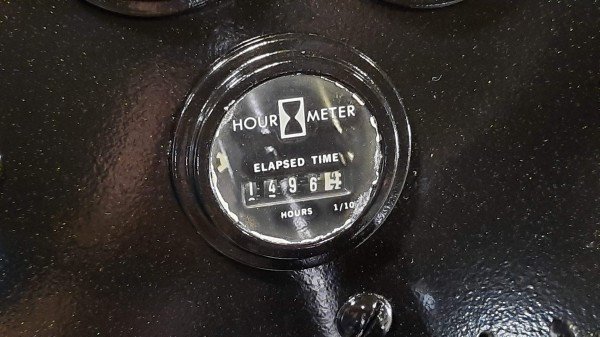 HOUR METER
ELAPSED TIME
1496
HOURS 1/10